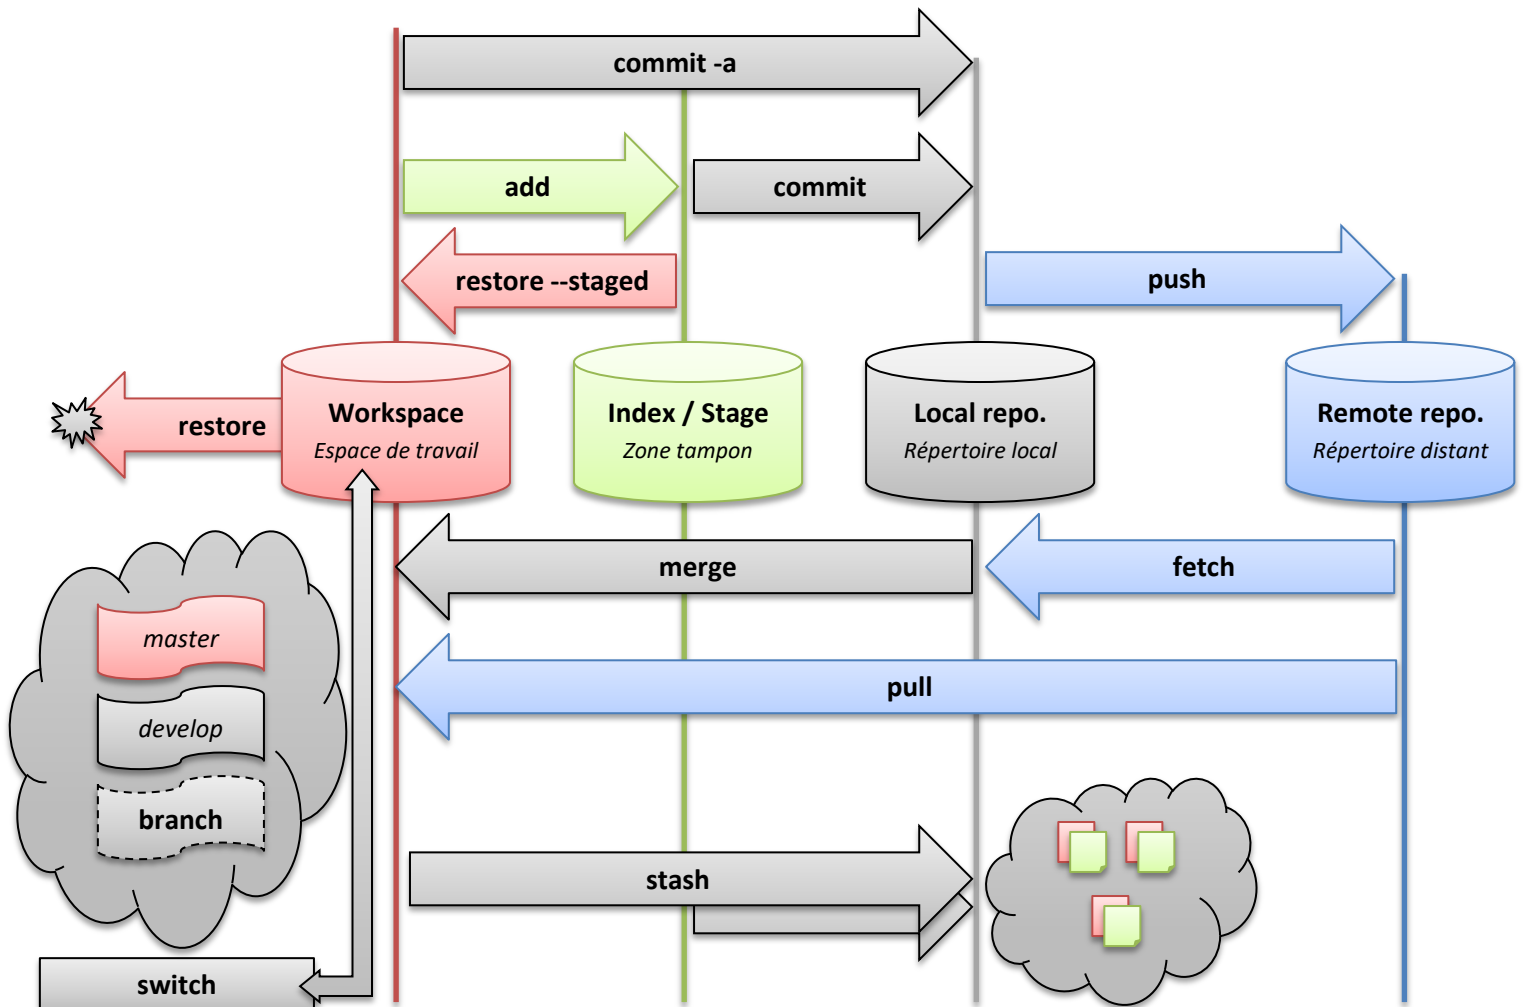 commit -a
add
commit
restore --staged
push
restore
Workspace
Espace de travail
Index / Stage
Zone tampon
Local repo.
Répertoire local
Remote repo.
Répertoire distant
merge
fetch
master
pull
develop
branch
stash
switch